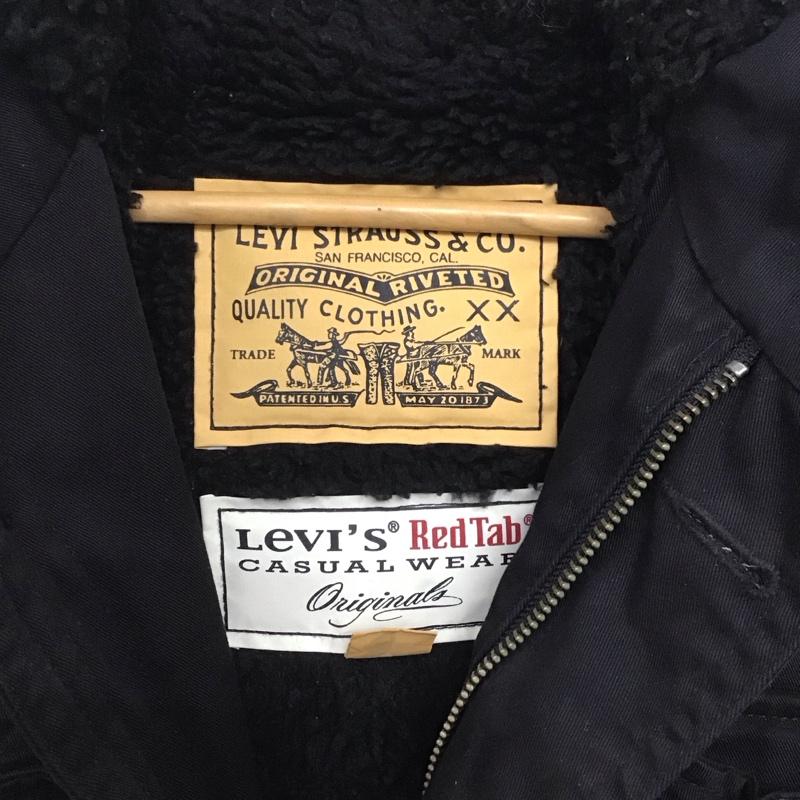 LEVI STRAUSS & CO.
SAN FRANCISCO, CAL.
ORIGINAL RIVETED
QUALITY CLOTHING. XX
TRADE MARK
PATENTED IN U.S. MAY 20 1873
LEVI'S® RedTab®
CASUAL WEAR
Originals